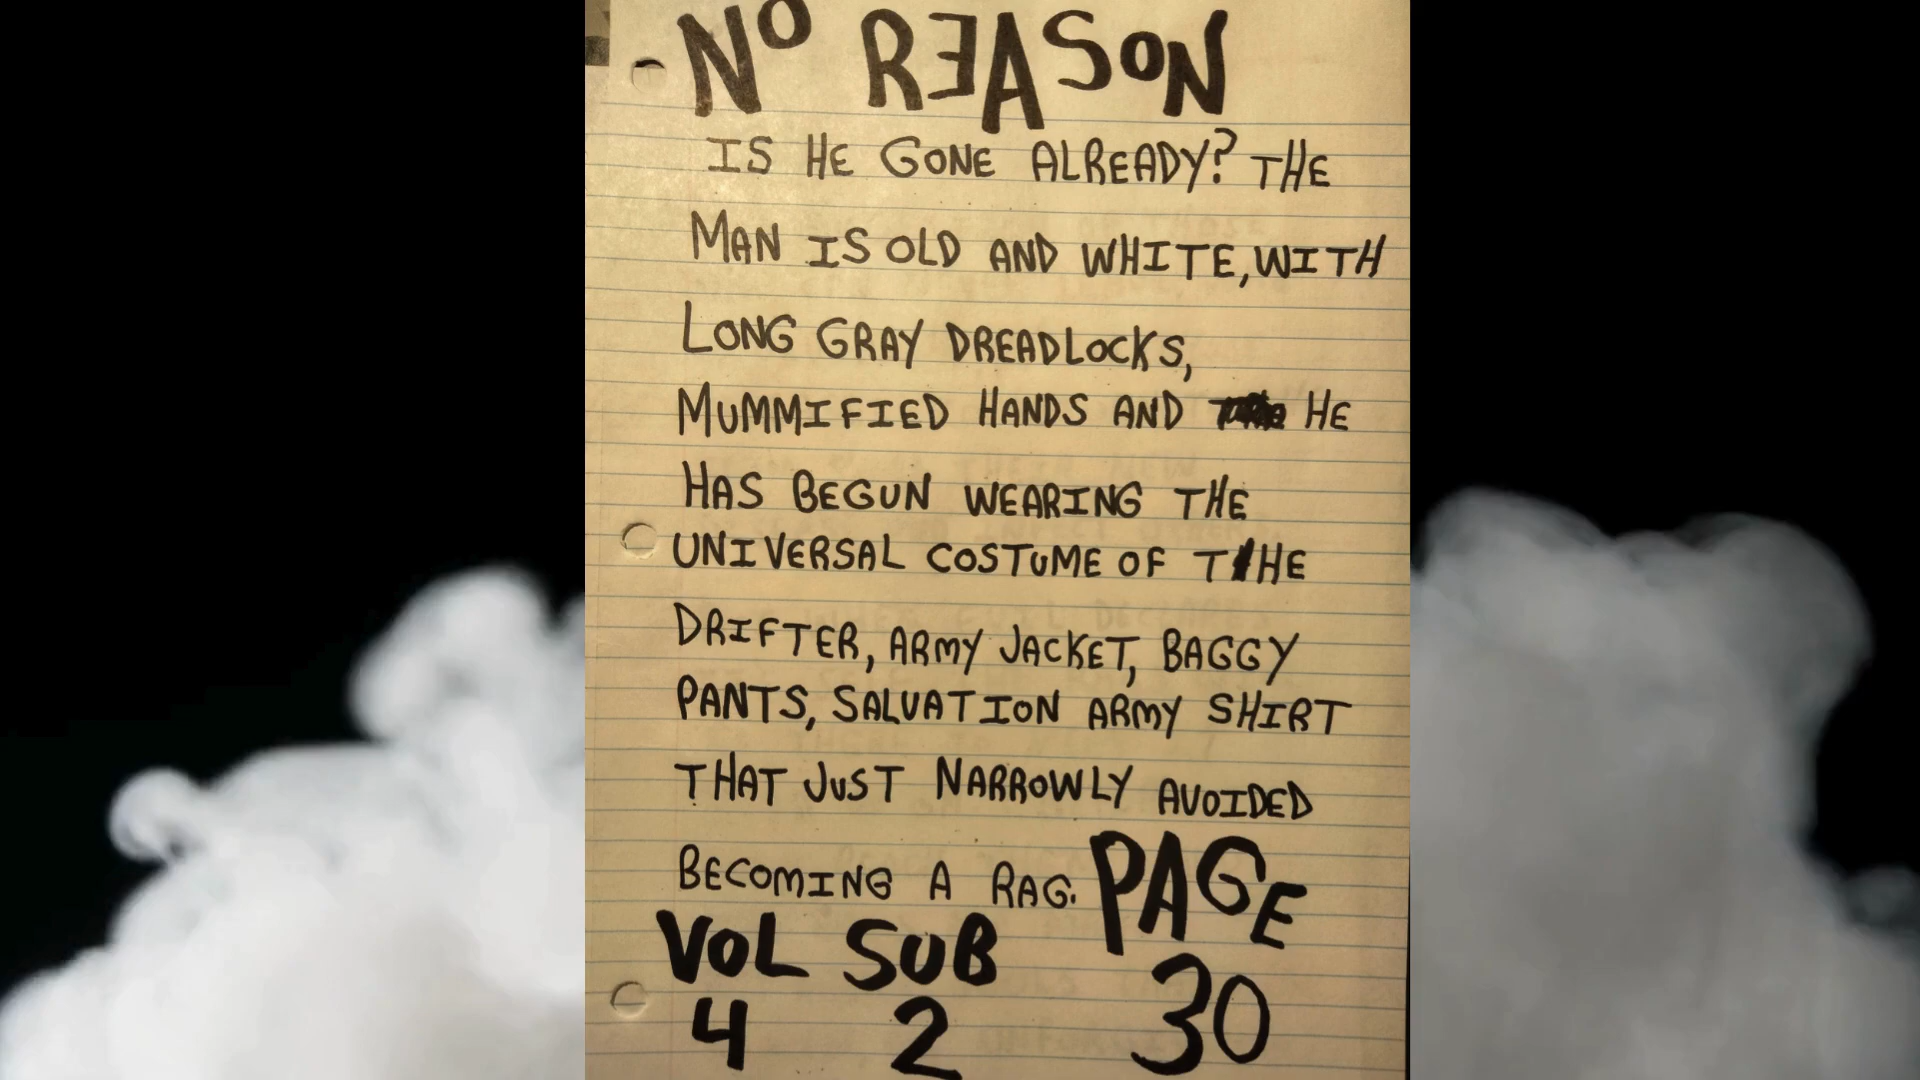 NO REASON
IS HE GONE ALREADY? THE
MAN IS OLD AND WHITE, WITH
LONG GRAY DREADLOCKS,
MUMMIFIED HANDS AND HE
HAS BEGUN WEARING THE
UNIVERSAL COSTUME OF THE
DRIFTER, ARMY JACKET, BAGGY
PANTS, SALVATION ARMY SHIRT
THAT JUST NARROWLY AVOIDED
BECOMING A RAG.
PAGE
30
VOL SUB
4 2